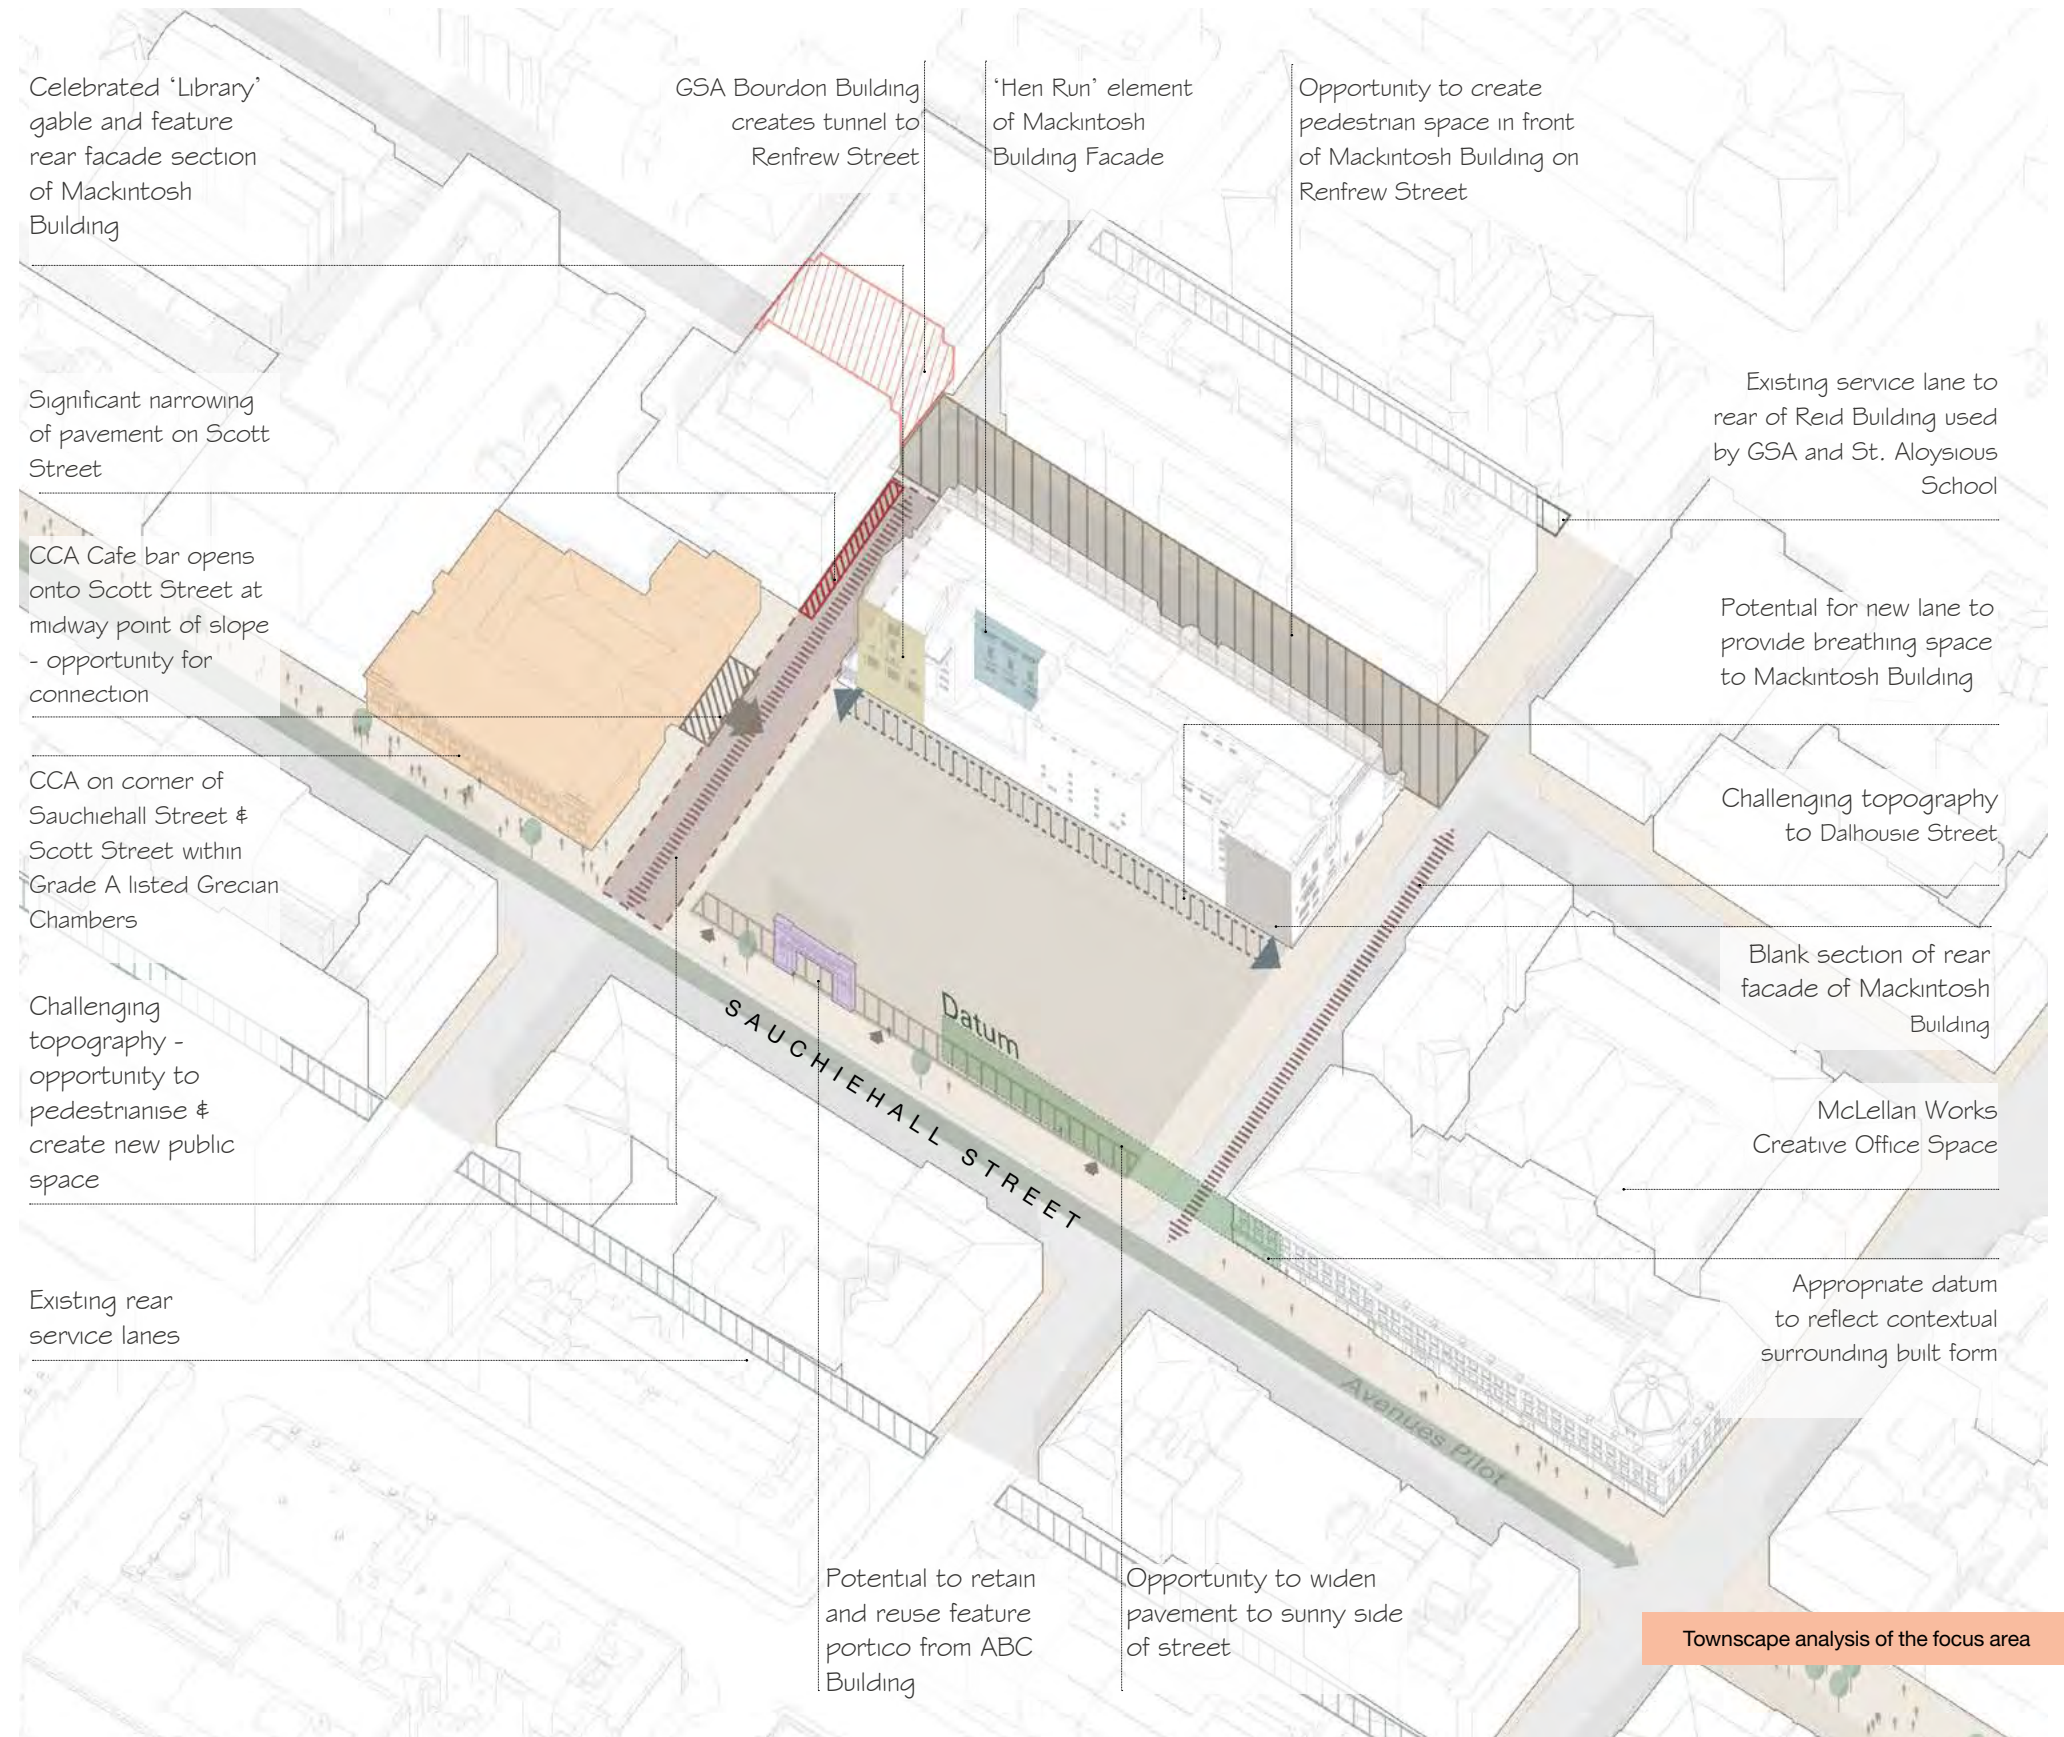 Celebrated ‘Library’
gable and feature
rear facade section
of Mackintosh
Building
GSA Bourdon Building
creates tunnel to
Renfrew Street
‘Hen Run’ element
of Mackintosh
Building Facade
Opportunity to create
pedestrian space in front
of Mackintosh Building on
Renfrew Street
Significant narrowing
of pavement on Scott
Street
Existing service lane to
rear of Reid Building used
by GSA and St. Aloysious
School
CCA Cafe bar opens
onto Scott Street at
midway point of slope
- opportunity for
connection
Potential for new lane to
provide breathing space
to Mackintosh Building
CCA on corner of
Sauchiehall Street &
Scott Street within
Grade A listed Grecian
Chambers
Challenging topography
to Dalhousie Street
Blank section of rear
facade of Mackintosh
Building
Challenging
topography -
opportunity to
pedestrianise &
create new public
space
Datum
SAUCHIEHALL STREET
McLellan Works
Creative Office Space
Existing rear
service lanes
Appropriate datum
to reflect contextual
surrounding built form
Avenues Pilot
Potential to retain
and reuse feature
portico from ABC
Building
Opportunity to widen
pavement to sunny side
of street
Townscape analysis of the focus area